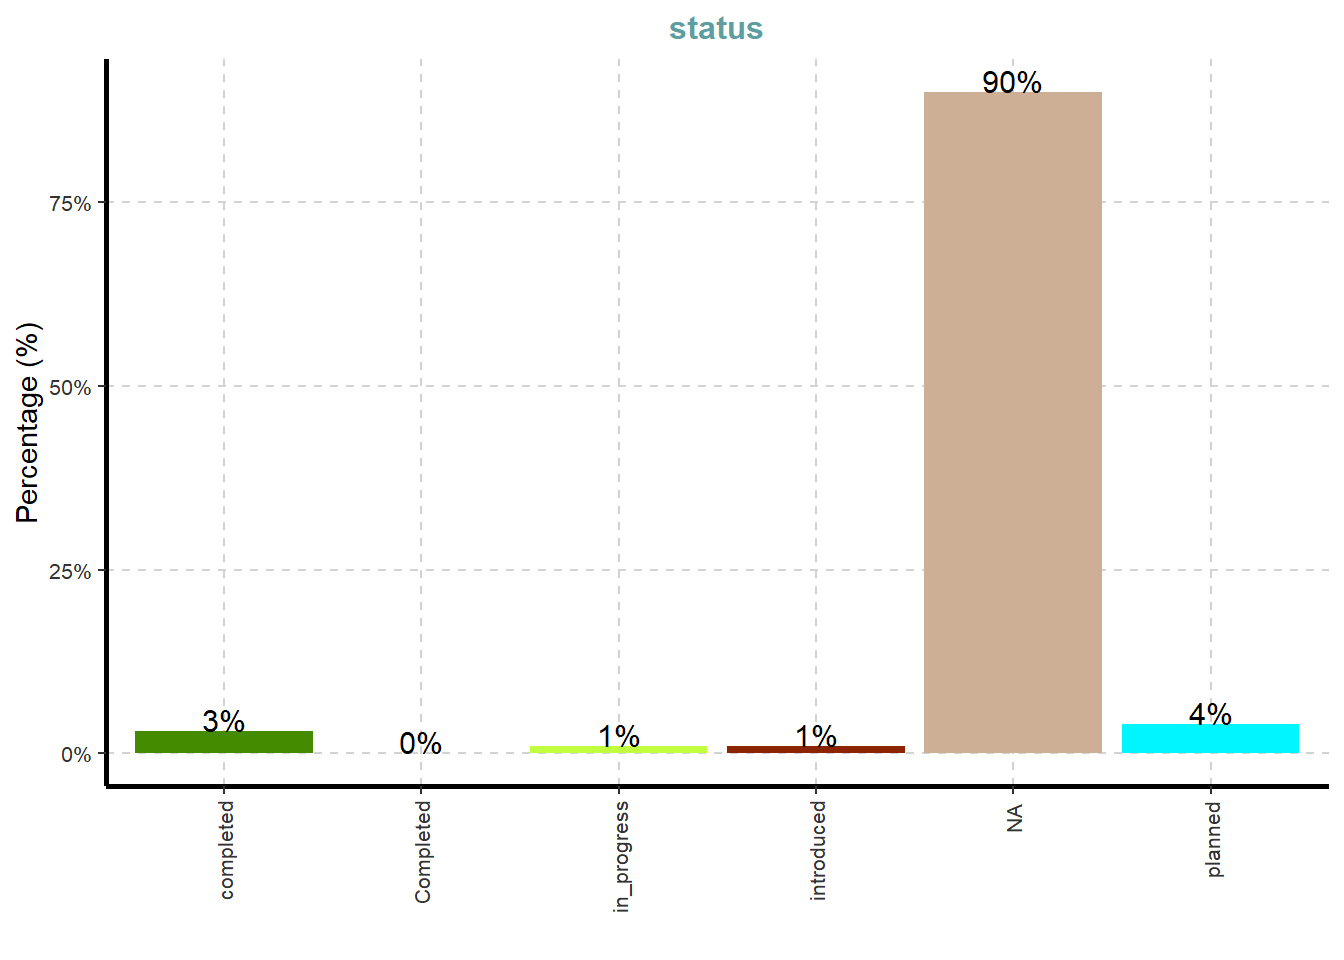 status
Percentage (%)
75%
50%
25%
0%
3%
0%
1%
1%
90%
4%
completed
Completed
in_progress
introduced
NA
planned